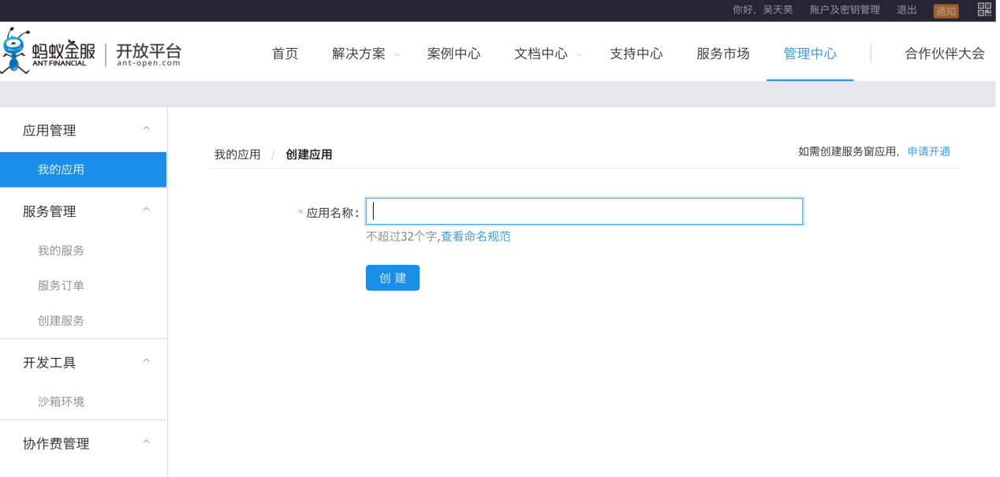 你好，吴天昊 账户及密钥管理 退出 通知
蚂蚁金服 开放平台
ANT FINANCIAL ant-open.com
首页 解决方案 案例中心 文档中心 支持中心 服务市场 管理中心 合作伙伴大会
应用管理
我的应用
服务管理
我的服务
服务订单
创建服务
开发工具
沙箱环境
协作费管理
我的应用 / 创建应用
如需创建服务窗应用，申请开通
* 应用名称：
不超过32个字,查看命名规范
创 建